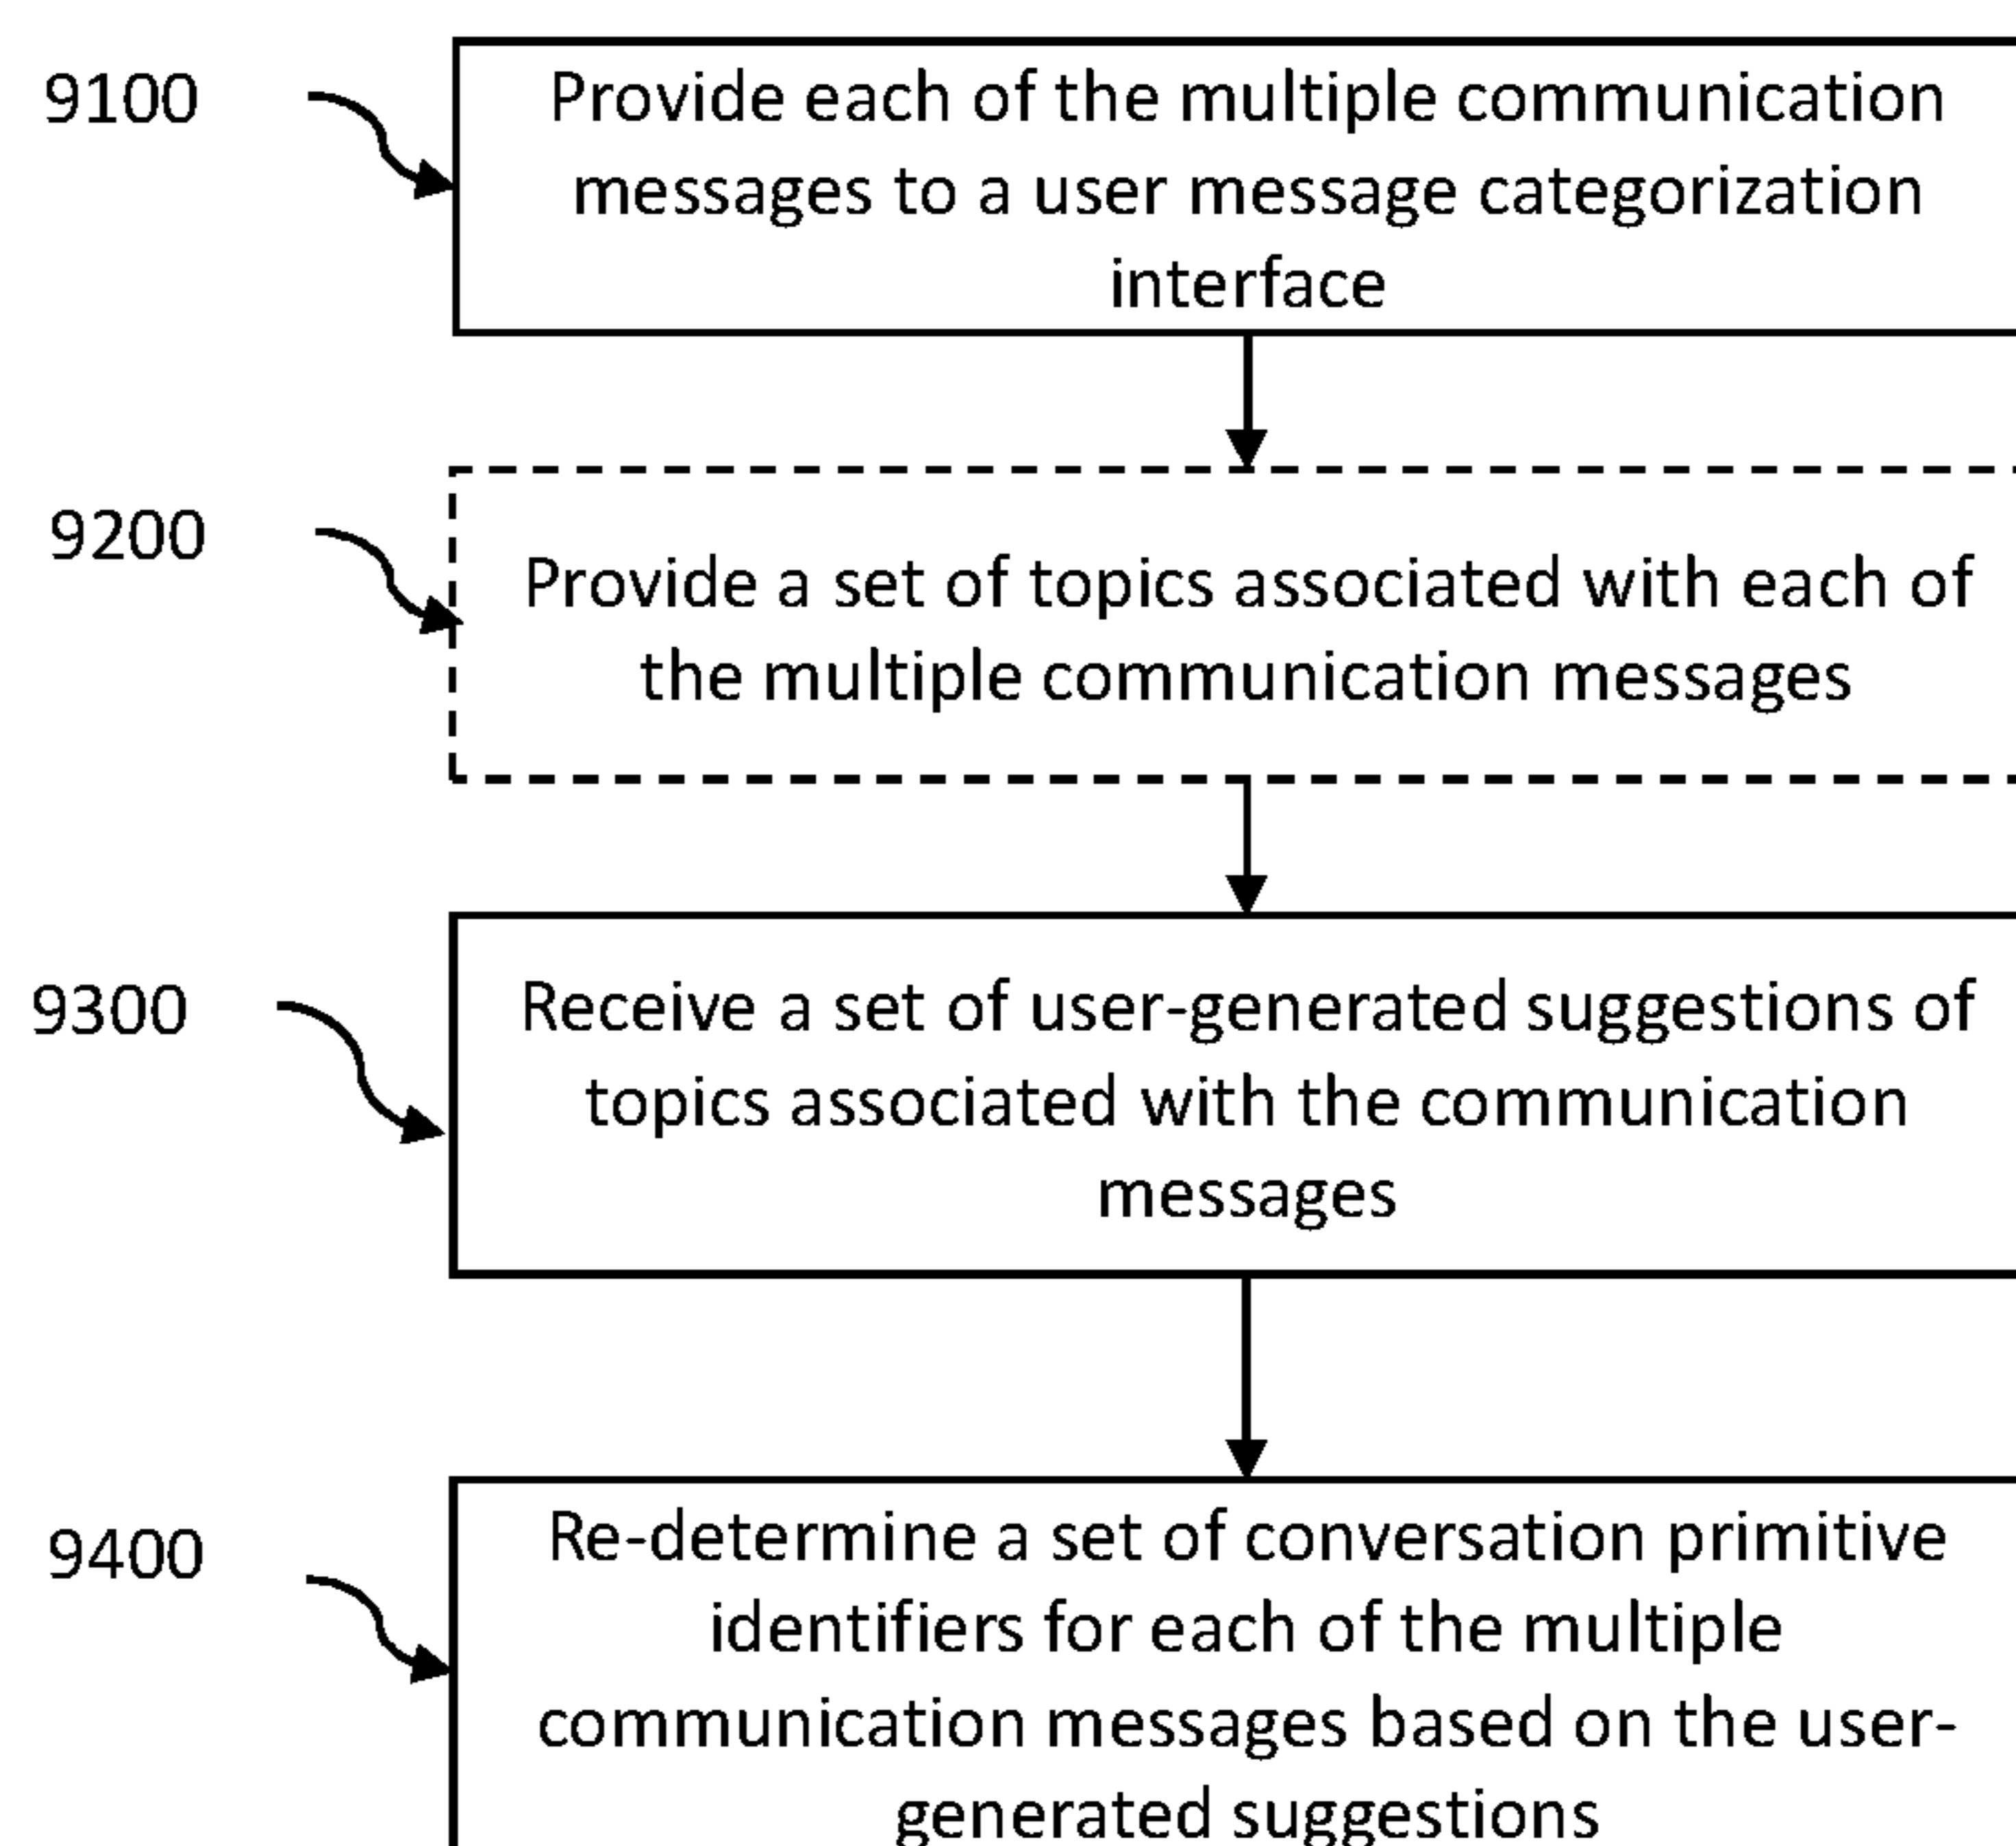 9100
Provide each of the multiple communication
messages to a user message categorization
interface
9200
Provide a set of topics associated with each of
the multiple communication messages
9300
Receive a set of user-generated suggestions of
topics associated with the communication
messages
9400
Re-determine a set of conversation primitive
identifiers for each of the multiple
communication messages based on the user-
generated suggestions